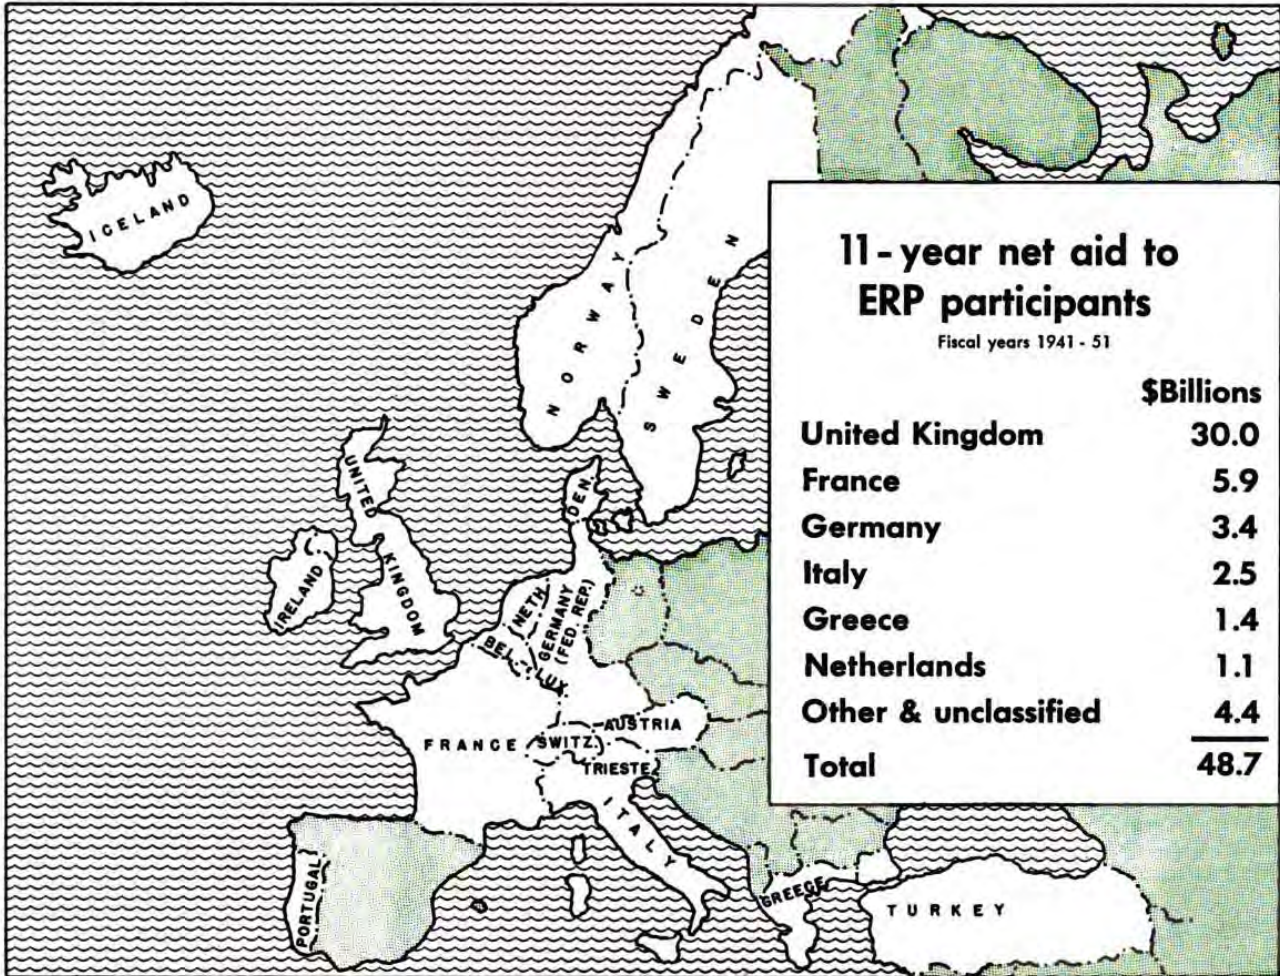 ICELAND
NORWAY
SWEDEN
UNITED
KINGDOM
IRELAND
DEN.
NETH.
BEL.
LUX.
GERMANY
(FED. REP.)
FRANCE
SWITZ.
AUSTRIA
TRIESTE
ITALY
PORTUGAL
GREECE
TURKEY
11-year net aid to
ERP participants
Fiscal years 1941 - 51
$Billions
United Kingdom 30.0
France 5.9
Germany 3.4
Italy 2.5
Greece 1.4
Netherlands 1.1
Other & unclassified 4.4
Total 48.7